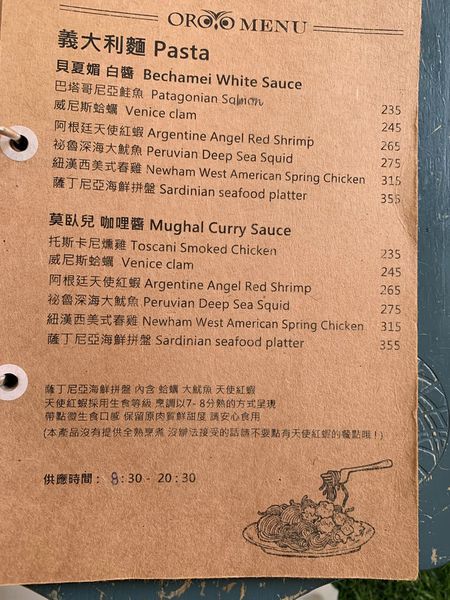 OROYO MENU
義大利麵 Pasta
貝夏媚 白醬 Bechamei White Sauce
巴塔哥尼亞鮭魚 Patagonian Salmon 235
威尼斯蛤蠣 Venice clam 245
阿根廷天使紅蝦 Argentine Angel Red Shrimp 265
祕魯深海大魷魚 Peruvian Deep Sea Squid 275
紐漢西美式春雞 Newham West American Spring Chicken 315
薩丁尼亞海鮮拼盤 Sardinian seafood platter 355
莫臥兒 咖哩醬 Mughal Curry Sauce
托斯卡尼燻雞 Toscani Smoked Chicken 235
威尼斯蛤蠣 Venice clam 245
阿根廷天使紅蝦 Argentine Angel Red Shrimp 265
祕魯深海大魷魚 Peruvian Deep Sea Squid 275
紐漢西美式春雞 Newham West American Spring Chicken 315
薩丁尼亞海鮮拼盤 Sardinian seafood platter 355
薩丁尼亞海鮮拼盤 內含 蛤蠣 大魷魚 天使紅蝦
天使紅蝦採用生食等級 烹調以7-8分熟的方式呈現
帶點微生食口感 保留原肉質鮮甜度 請安心食用
(本產品沒有提供全熟烹煮 沒辦法接受的話請不要點有天使紅蝦的餐點哦!)
供應時間: 8:30 - 20:30